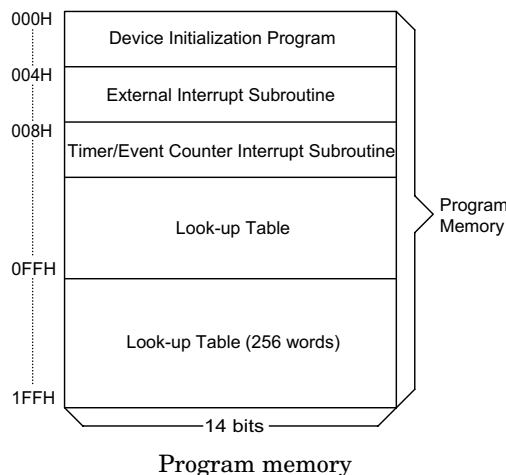 000H
Device Initialization Program
004H
External Interrupt Subroutine
008H
Timer/Event Counter Interrupt Subroutine
Look-up Table
Program
Memory
0FFH
Look-up Table (256 words)
1FFH
14 bits
Program memory